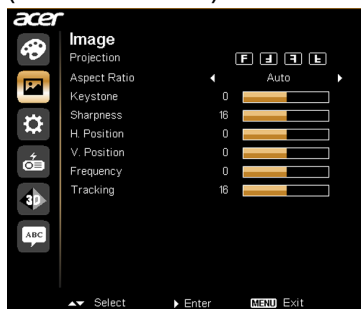 acer
Image
Projection F F F F
Aspect Ratio Auto
Keystone 0
Sharpness 16
H. Position 0
V. Position 0
Frequency 0
Tracking 16
3D
ABC
Select Enter MENU Exit